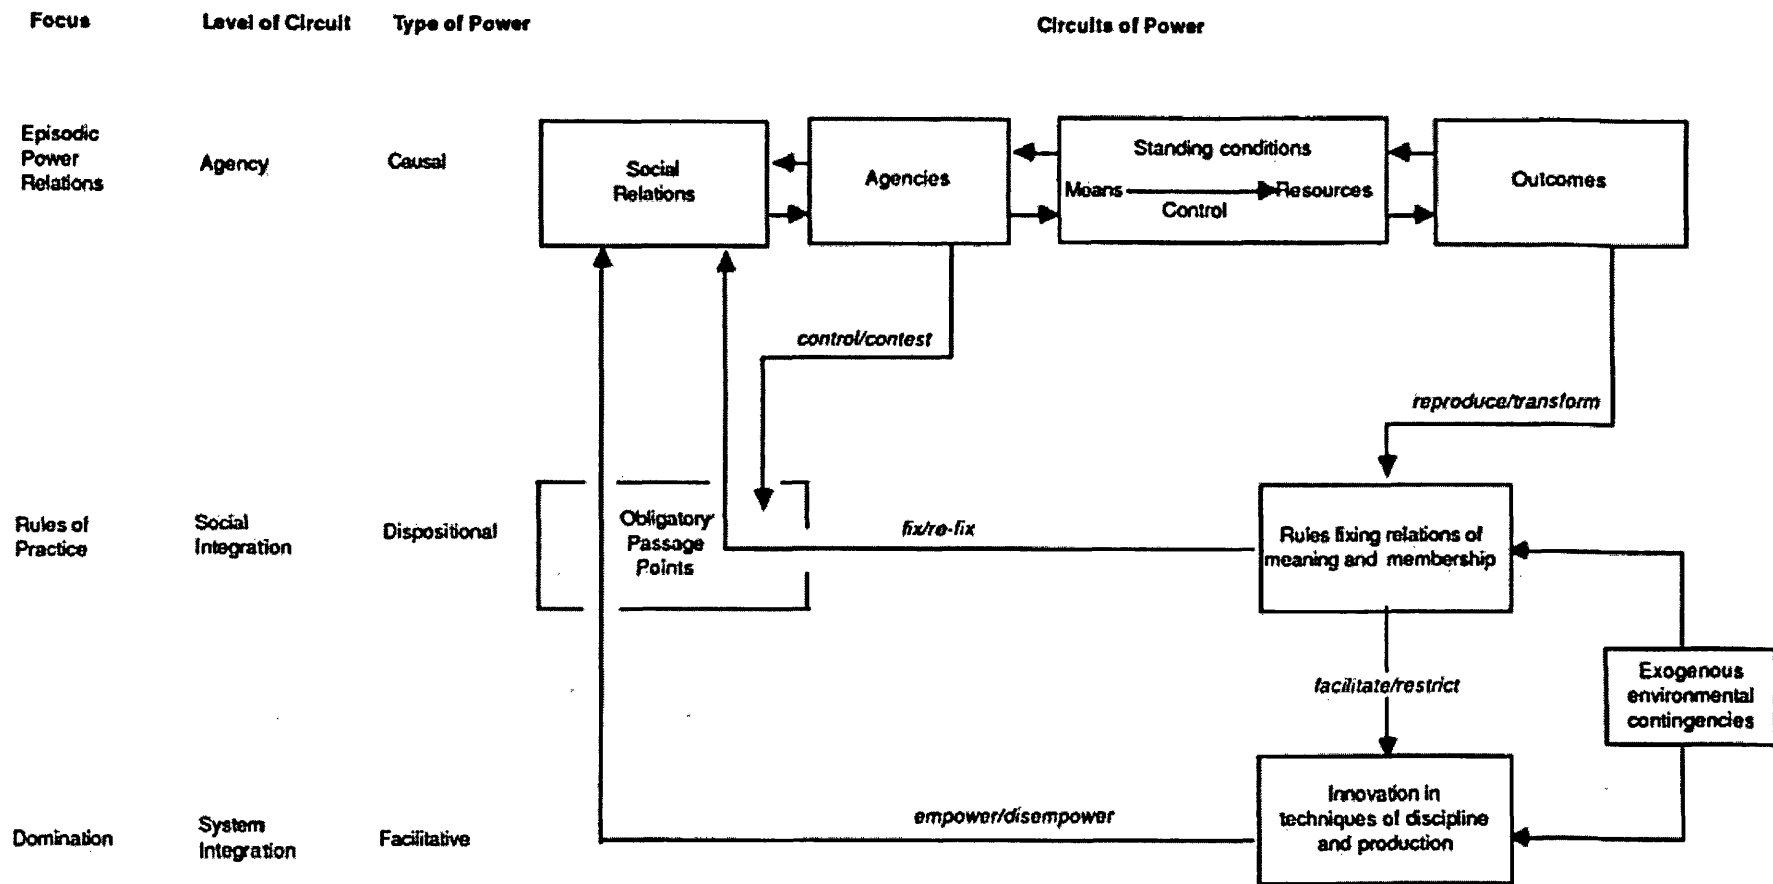 Focus
Level of Circuit
Type of Power
Circuits of Power
Episodic
Power
Relations
Agency
Causal
Social
Relations
Agencies
Standing conditions
Means
Resources
Control
Outcomes
control/contest
reproduce/transform
Rules of
Practice
Social
Integration
Dispositional
Obligatory
Passage
Points
fix/re-fix
Rules fixing relations of
meaning and membership
facilitate/restrict
Exogenous
environmental
contingencies
Domination
System
Integration
Facilitative
empower/disempower
Innovation in
techniques of discipline
and production